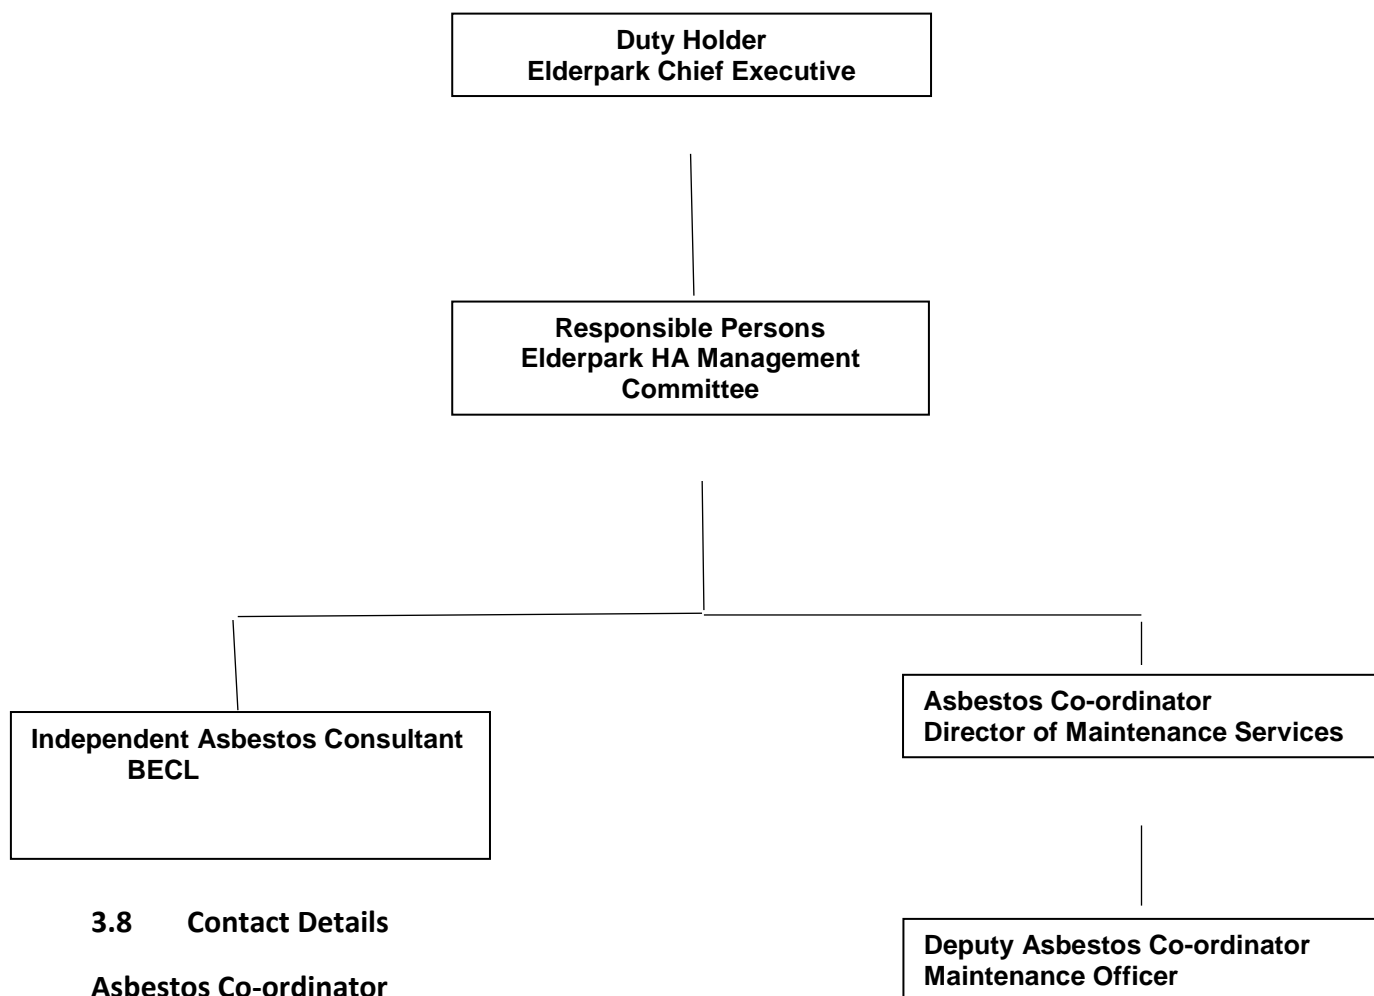 Duty Holder
Elderpark Chief Executive
Responsible Persons
Elderpark HA Management
Committee
Independent Asbestos Consultant
BECL
Asbestos Co-ordinator
Director of Maintenance Services
3.8 Contact Details
Asbestos Co-ordinator
Deputy Asbestos Co-ordinator
Maintenance Officer